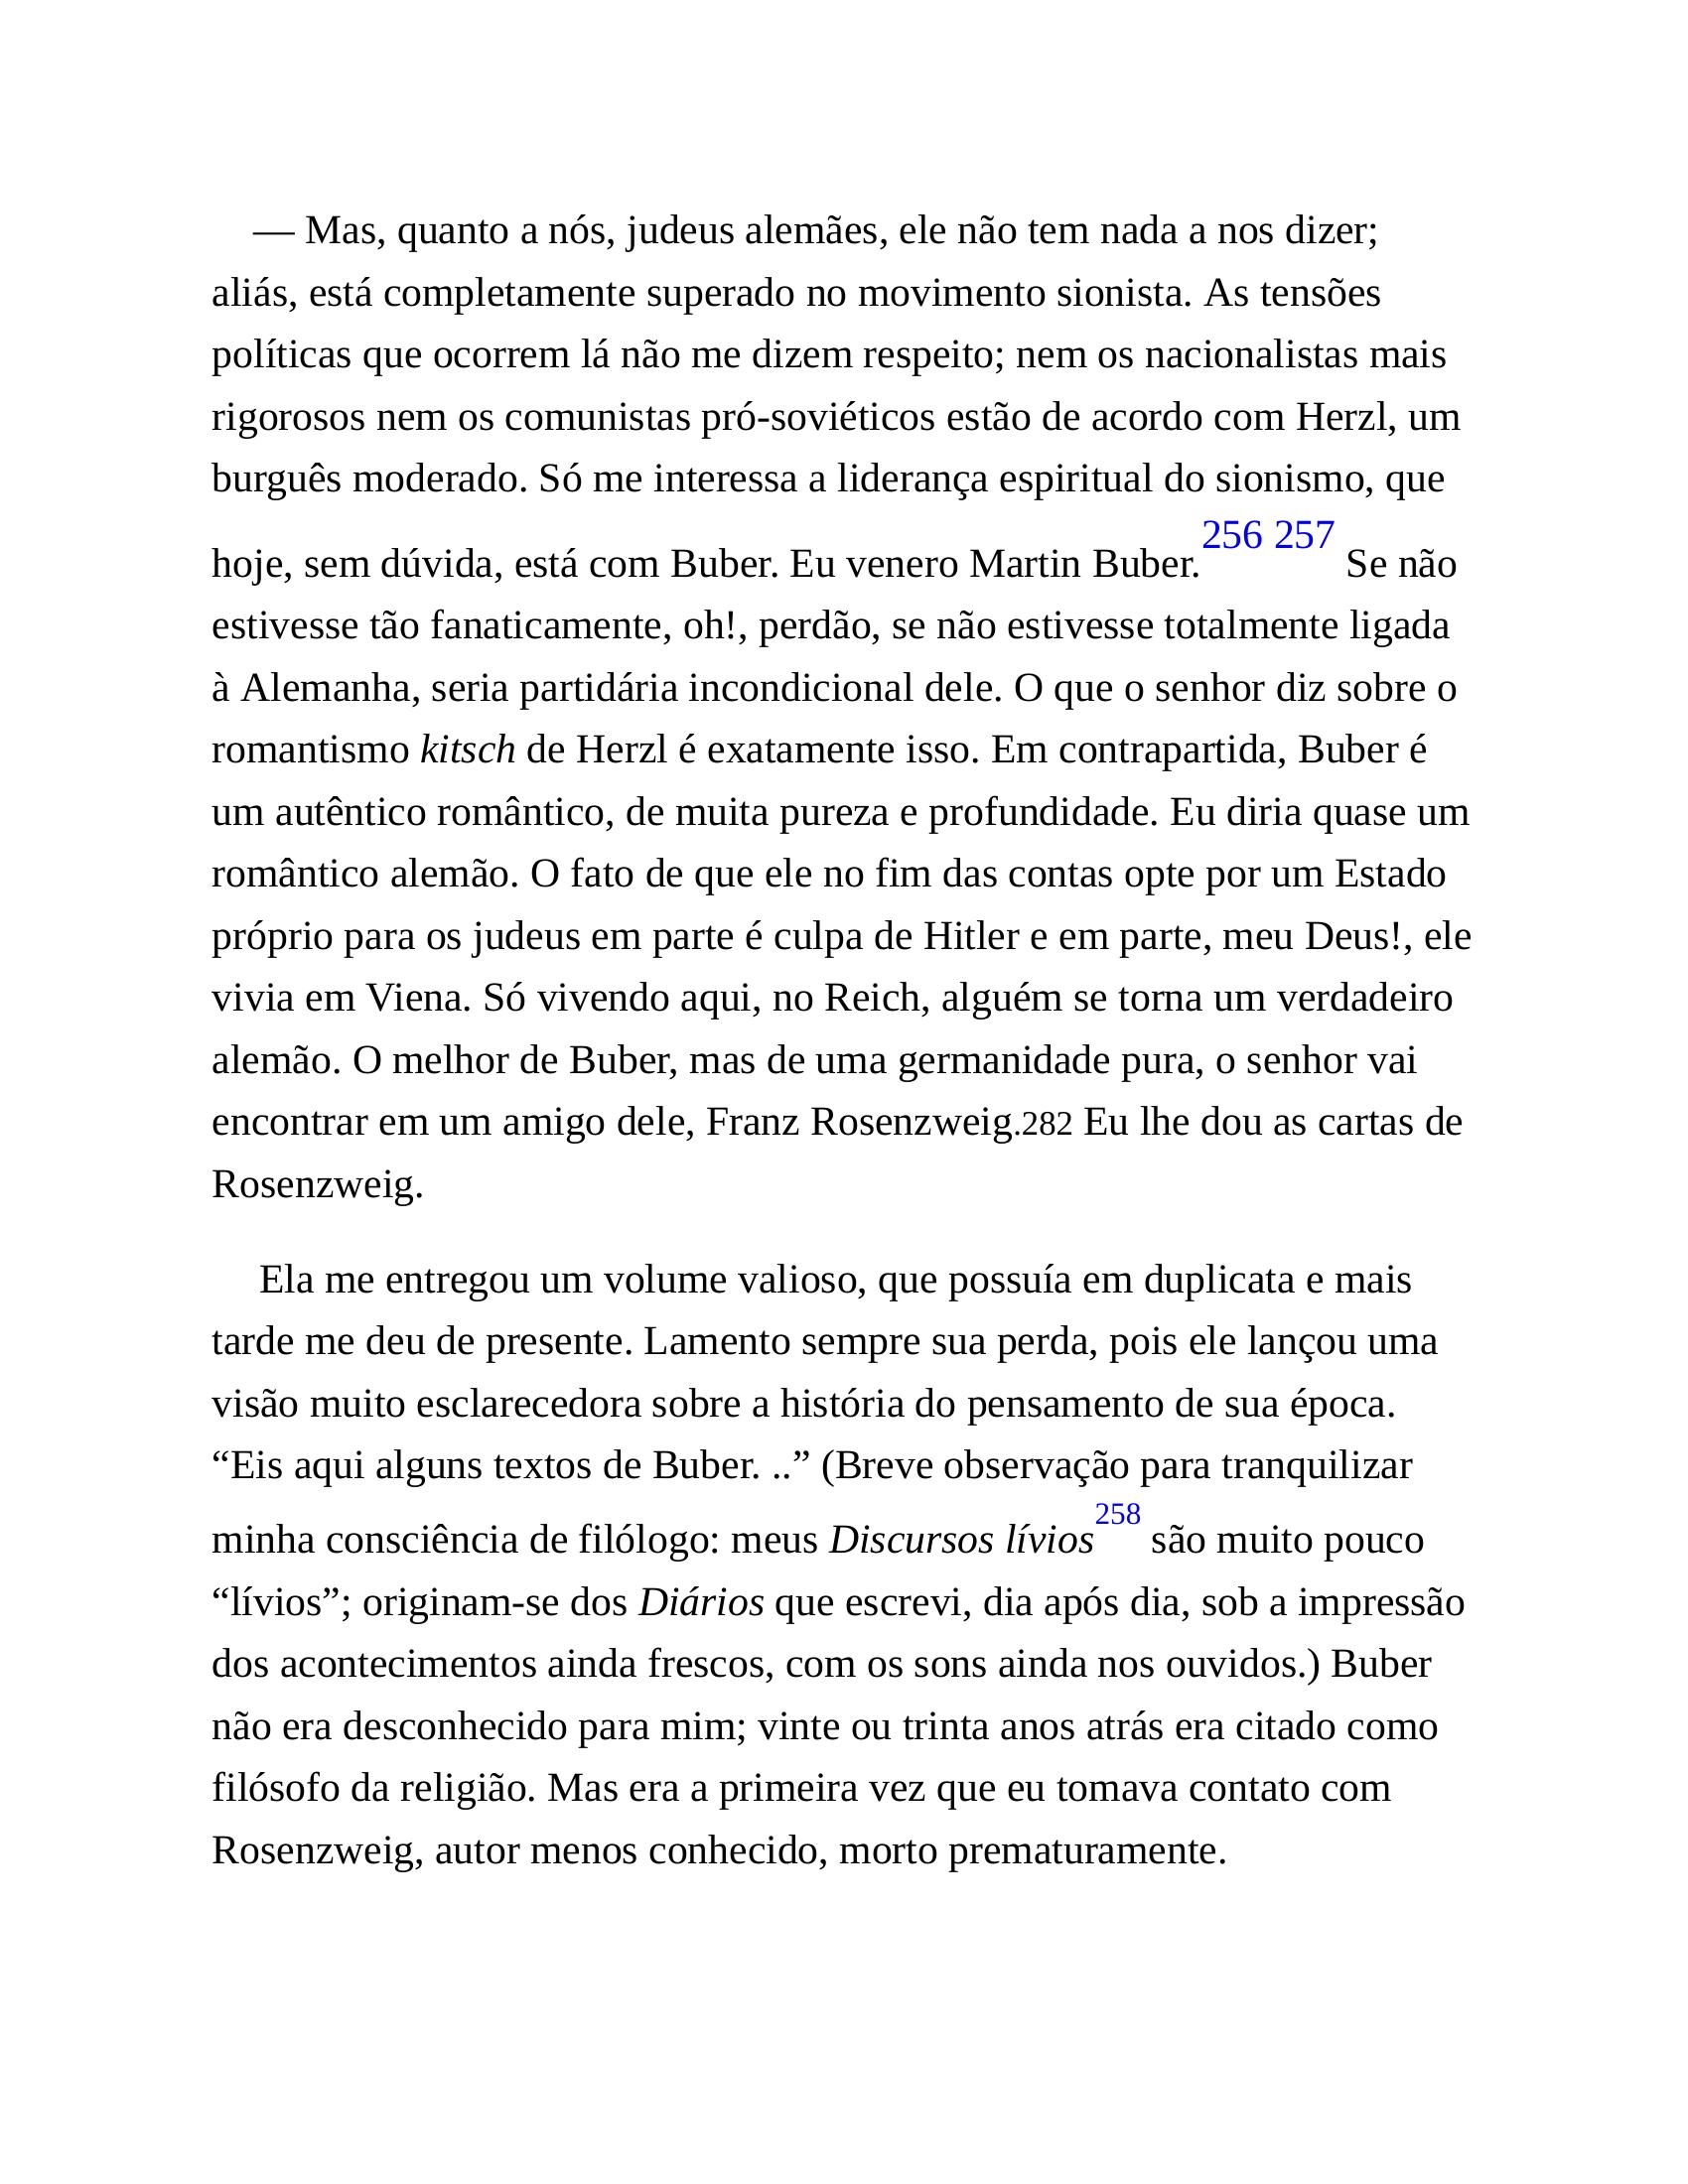 — Mas, quanto a nós, judeus alemães, ele não tem nada a nos dizer;
aliás, está completamente superado no movimento sionista. As tensões
políticas que ocorrem lá não me dizem respeito; nem os nacionalistas mais
rigorosos nem os comunistas pró-soviéticos estão de acordo com Herzl, um
burguês moderado. Só me interessa a liderança espiritual do sionismo, que
hoje, sem dúvida, está com Buber. Eu venero Martin Buber.256 257 Se não
estivesse tão fanaticamente, oh!, perdão, se não estivesse totalmente ligada
à Alemanha, seria partidária incondicional dele. O que o senhor diz sobre o
romantismo kitsch de Herzl é exatamente isso. Em contrapartida, Buber é
um autêntico romântico, de muita pureza e profundidade. Eu diria quase um
romântico alemão. O fato de que ele no fim das contas opte por um Estado
próprio para os judeus em parte é culpa de Hitler e em parte, meu Deus!, ele
vivia em Viena. Só vivendo aqui, no Reich, alguém se torna um verdadeiro
alemão. O melhor de Buber, mas de uma germanidade pura, o senhor vai
encontrar em um amigo dele, Franz Rosenzweig.282 Eu lhe dou as cartas de
Rosenzweig.
Ela me entregou um volume valioso, que possuía em duplicata e mais
tarde me deu de presente. Lamento sempre sua perda, pois ele lançou uma
visão muito esclarecedora sobre a história do pensamento de sua época.
“Eis aqui alguns textos de Buber. ..” (Breve observação para tranquilizar
minha consciência de filólogo: meus Discursos lívios258 são muito pouco
“lívios”; originam-se dos Diários que escrevi, dia após dia, sob a impressão
dos acontecimentos ainda frescos, com os sons ainda nos ouvidos.) Buber
não era desconhecido para mim; vinte ou trinta anos atrás era citado como
filósofo da religião. Mas era a primeira vez que eu tomava contato com
Rosenzweig, autor menos conhecido, morto prematuramente.